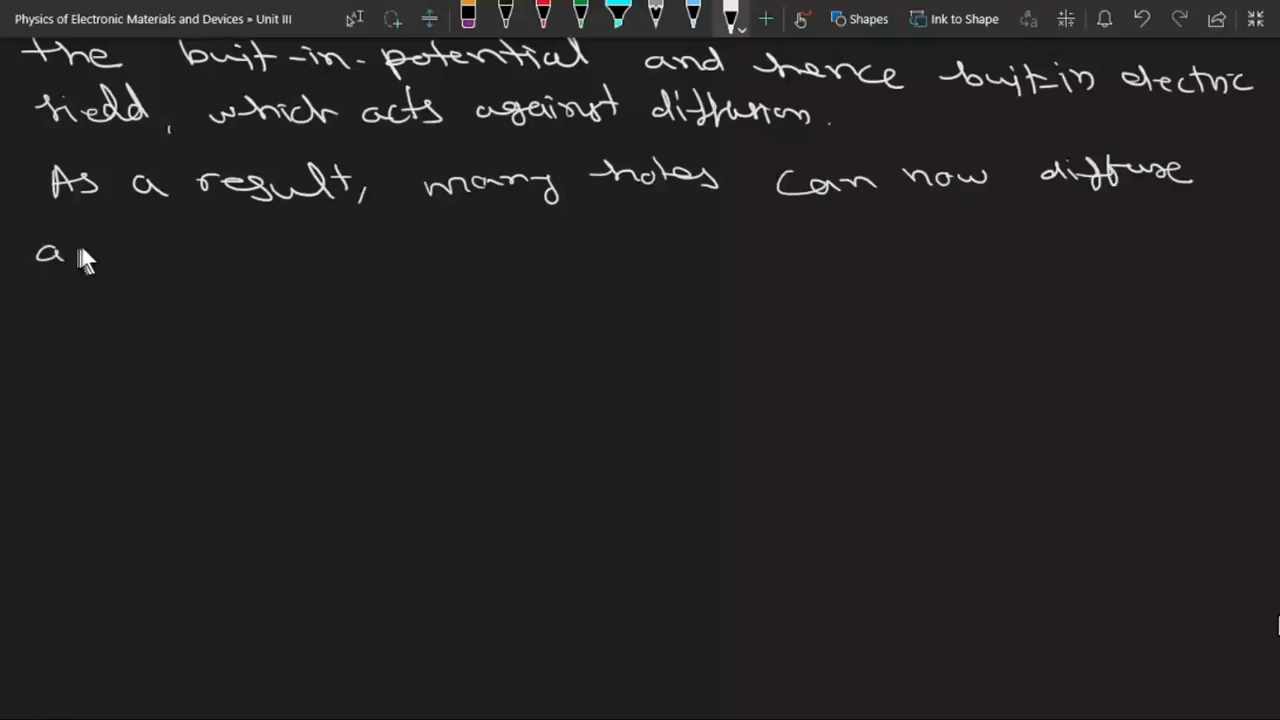 Physics of Electronic Materials and Devices » Unit III
Shapes
Ink to Shape
the built-in-potential and hence built-in electric
field, which acts against diffusion.
As a result, many holes can now diffuse
a